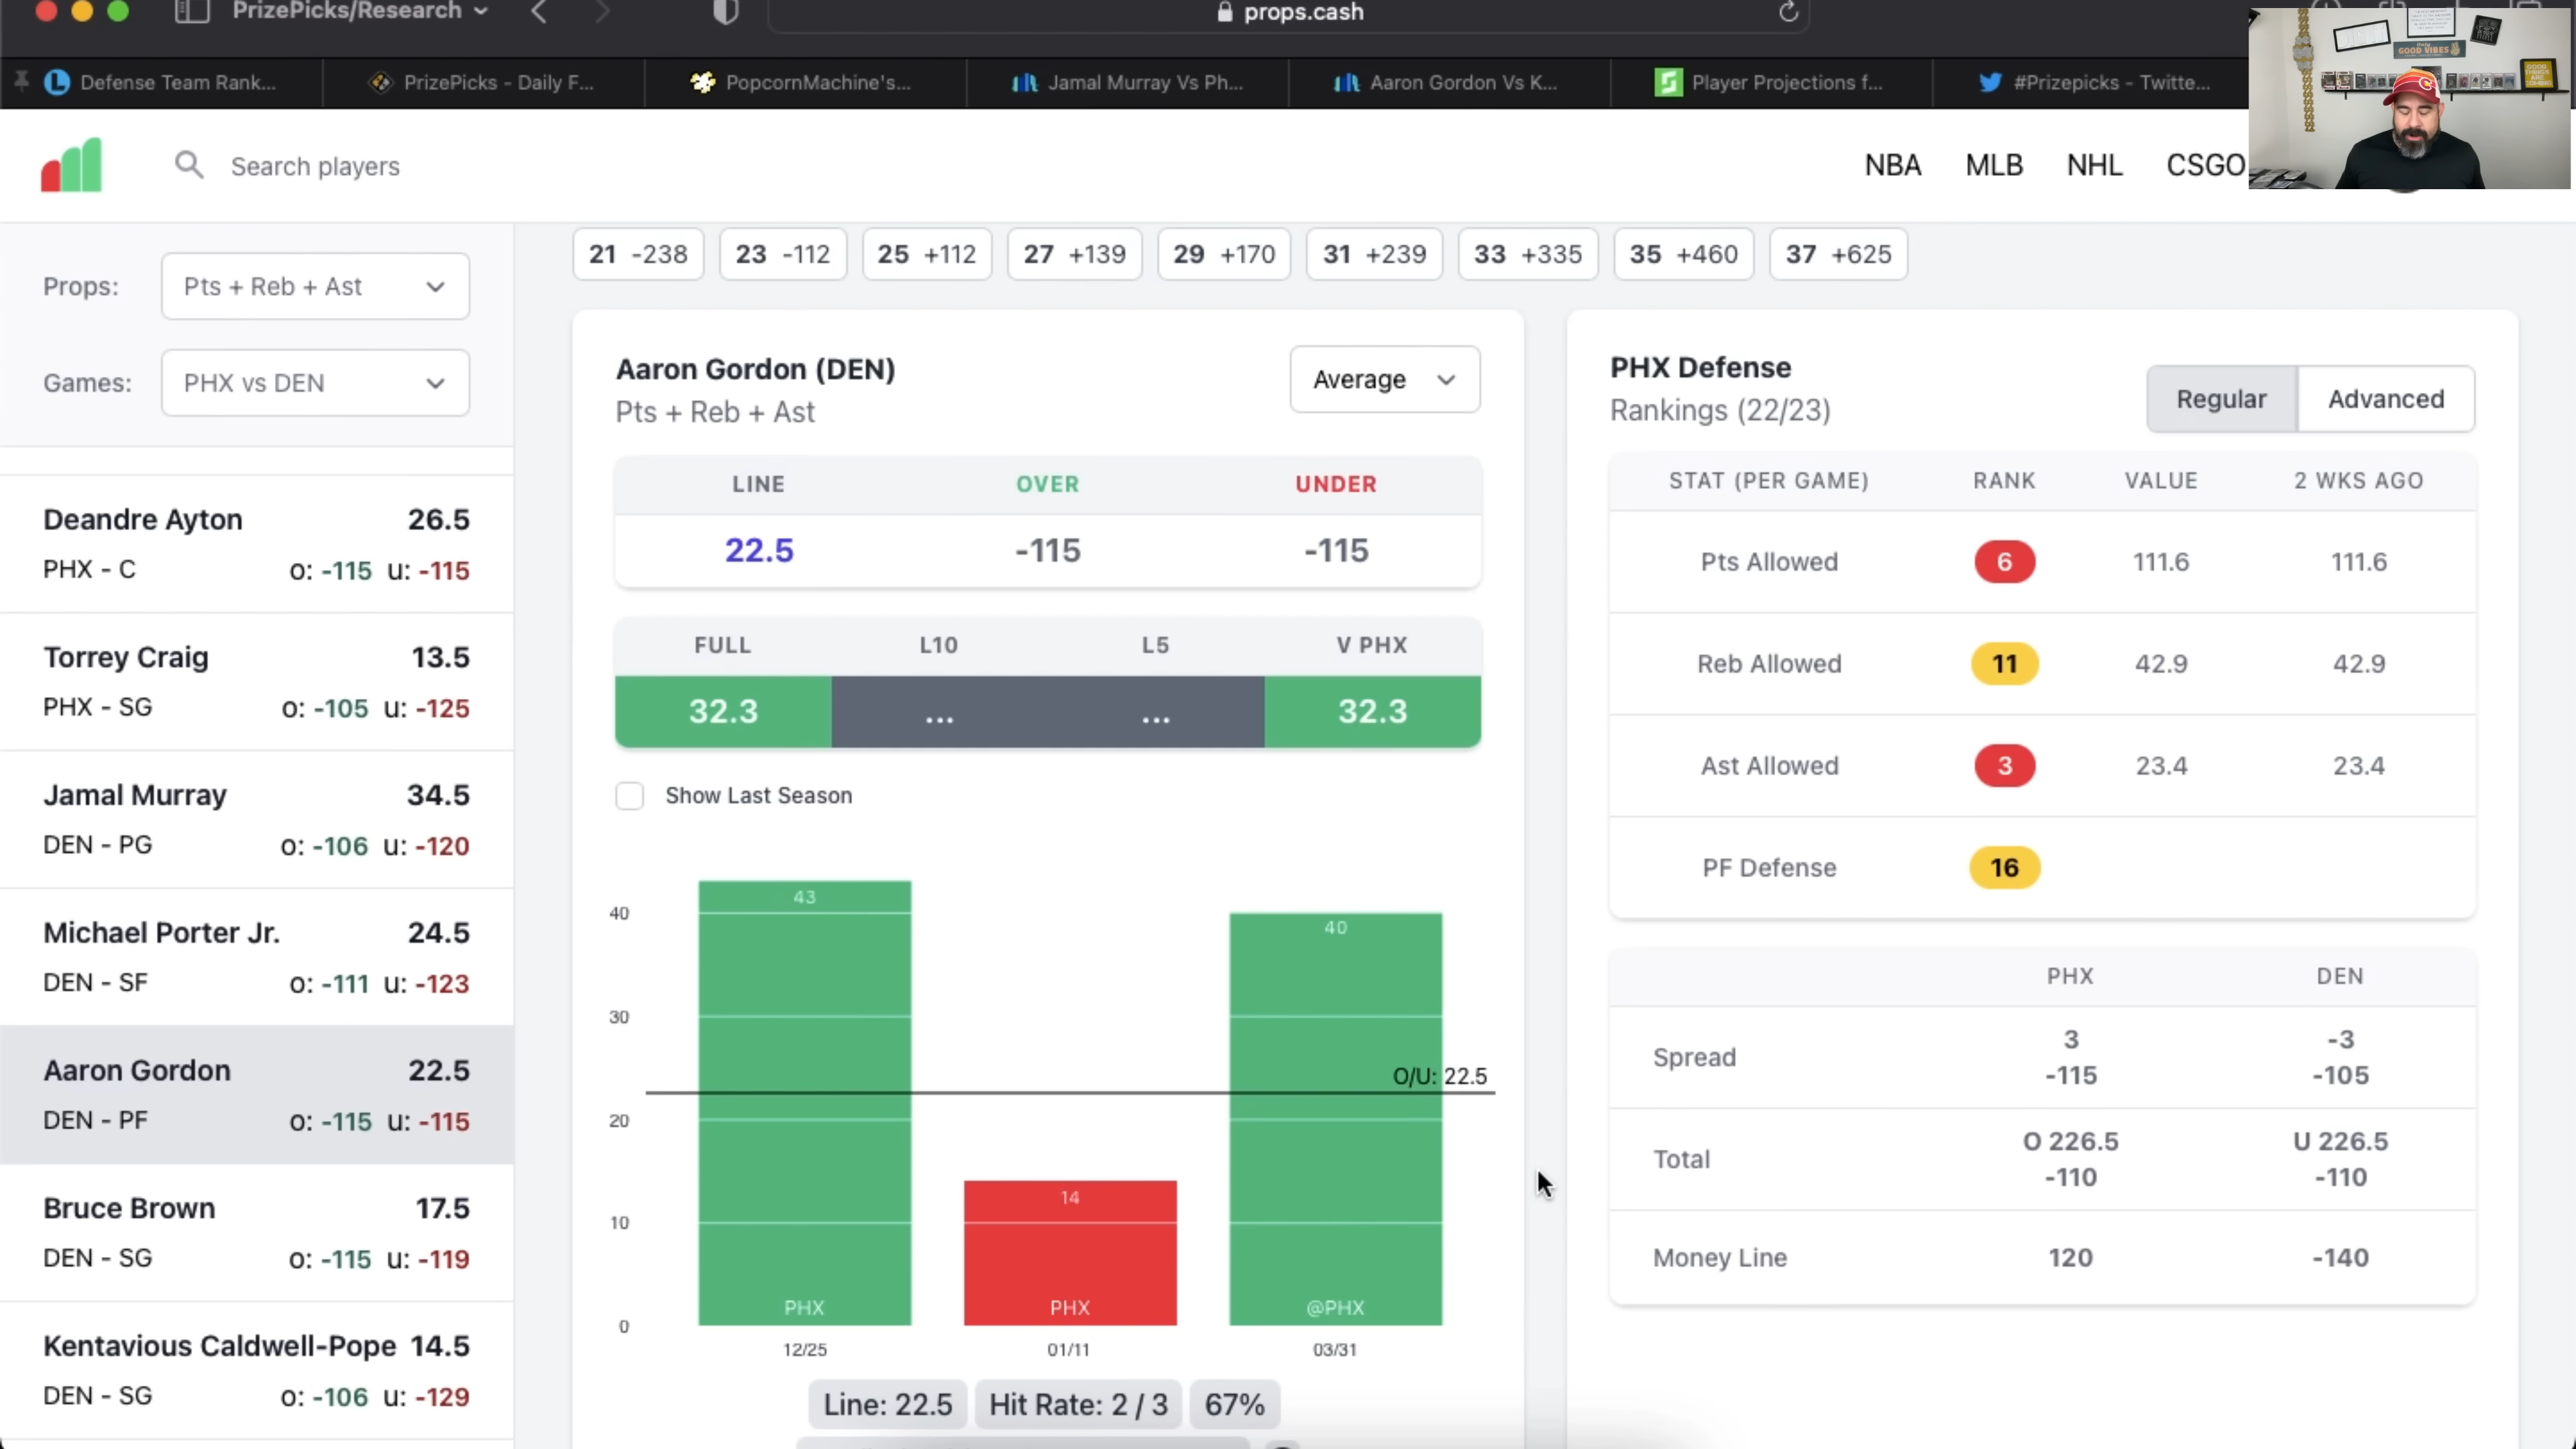 PrizePicks/Research
props.cash
Defense Team Rank...
PrizePicks - Daily F...
PopcornMachine's...
Jamal Murray Vs Ph...
Aaron Gordon Vs K...
Player Projections f...
#Prizepicks - Twitte...
GOOD VIBES
Search players
NBA MLB NHL CSGO
21 -238 23 -112 25 +112 27 +139 29 +170 31 +239 33 +335 35 +460 37 +625
Props: Pts + Reb + Ast
Games: PHX vs DEN
Deandre Ayton 26.5
PHX - C o: -115 u: -115
Torrey Craig 13.5
PHX - SG o: -105 u: -125
Jamal Murray 34.5
DEN - PG o: -106 u: -120
Michael Porter Jr. 24.5
DEN - SF o: -111 u: -123
Aaron Gordon 22.5
DEN - PF o: -115 u: -115
Bruce Brown 17.5
DEN - SG o: -115 u: -119
Kentavious Caldwell-Pope 14.5
DEN - SG o: -106 u: -129
Aaron Gordon (DEN)
Pts + Reb + Ast
Average
LINE OVER UNDER
22.5 -115 -115
FULL L10 L5 V PHX
32.3 ... ... 32.3
Show Last Season
40
30
20
10
0
43
14
40
O/U: 22.5
PHX PHX @PHX
12/25 01/11 03/31
Line: 22.5 Hit Rate: 2 / 3 67%
PHX Defense
Rankings (22/23)
Regular Advanced
STAT (PER GAME) RANK VALUE 2 WKS AGO
Pts Allowed 6 111.6 111.6
Reb Allowed 11 42.9 42.9
Ast Allowed 3 23.4 23.4
PF Defense 16
PHX DEN
Spread 3 -3
-115 -105
Total O 226.5 U 226.5
-110 -110
Money Line 120 -140